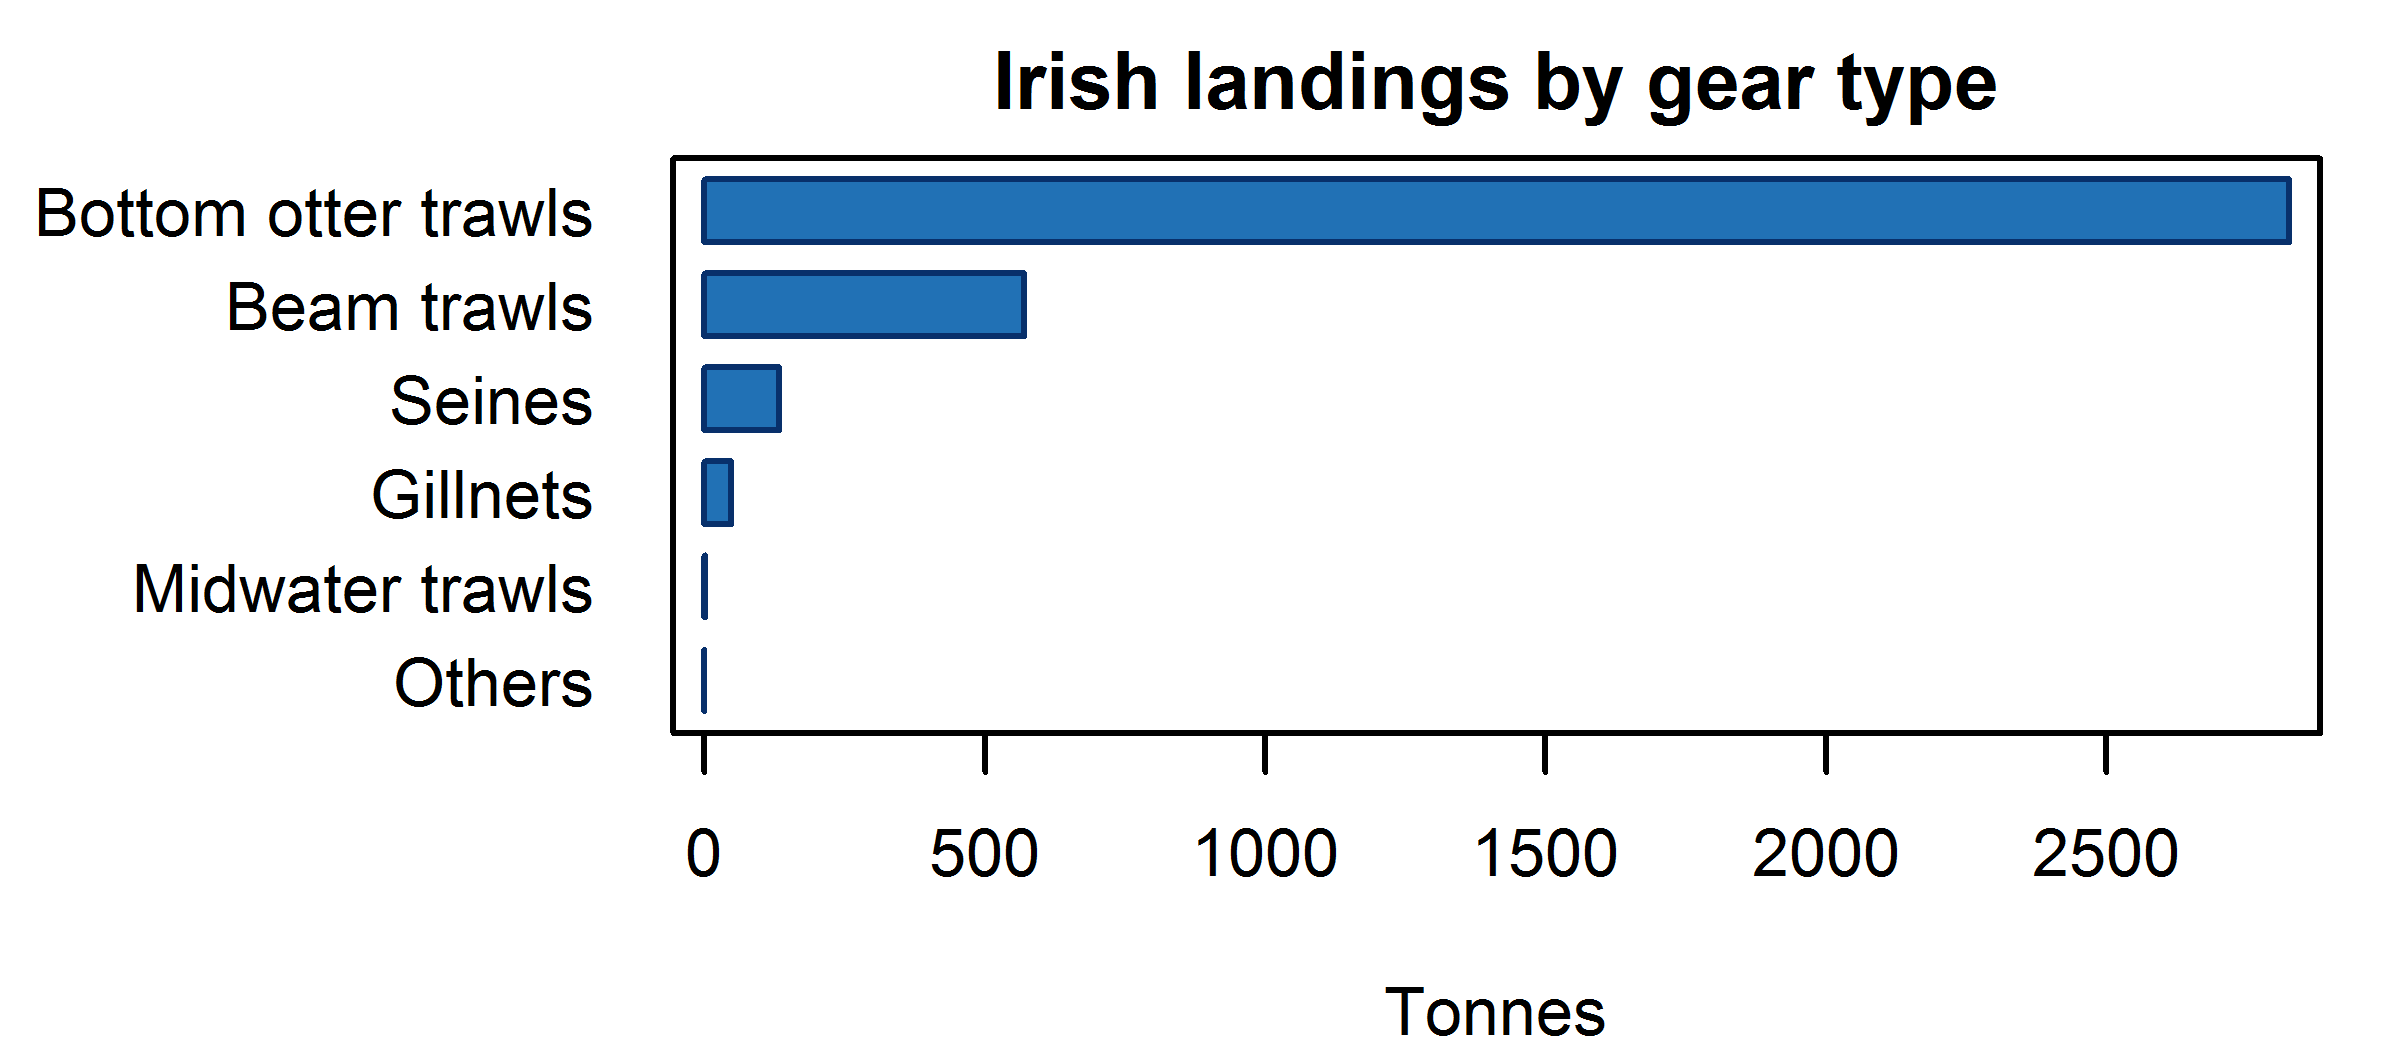 Irish landings by gear type
Bottom otter trawls
Beam trawls
Seines
Gillnets
Midwater trawls
Others
0 500 1000 1500 2000 2500
Tonnes